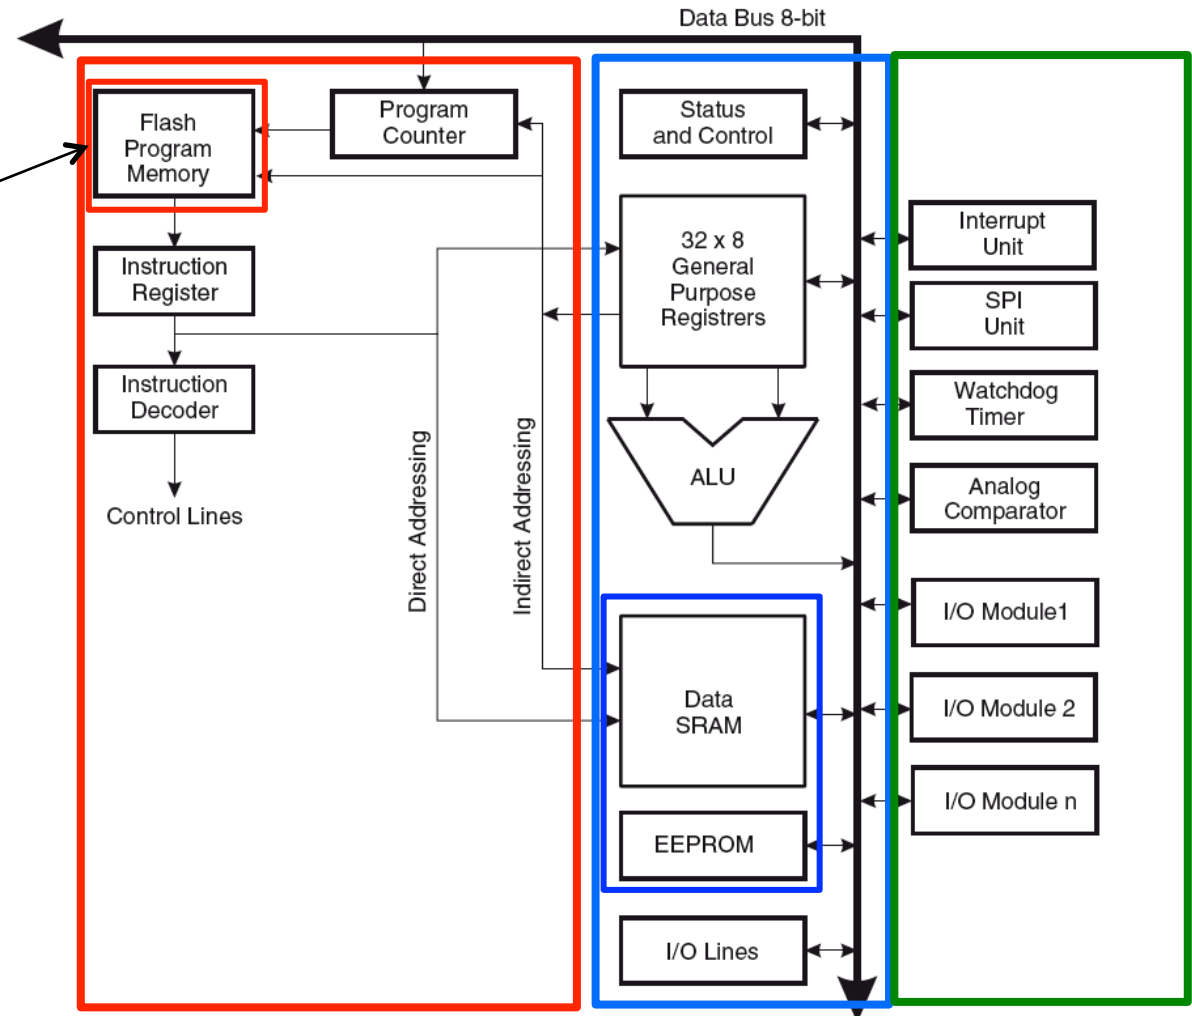 Data Bus 8-bit
Flash
Program
Memory
Program
Counter
Instruction
Register
Instruction
Decoder
Control Lines
Direct Addressing
Indirect Addressing
Status
and Control
32 x 8
General
Purpose
Registrers
ALU
Data
SRAM
EEPROM
I/O Lines
Interrupt
Unit
SPI
Unit
Watchdog
Timer
Analog
Comparator
I/O Module1
I/O Module 2
I/O Module n